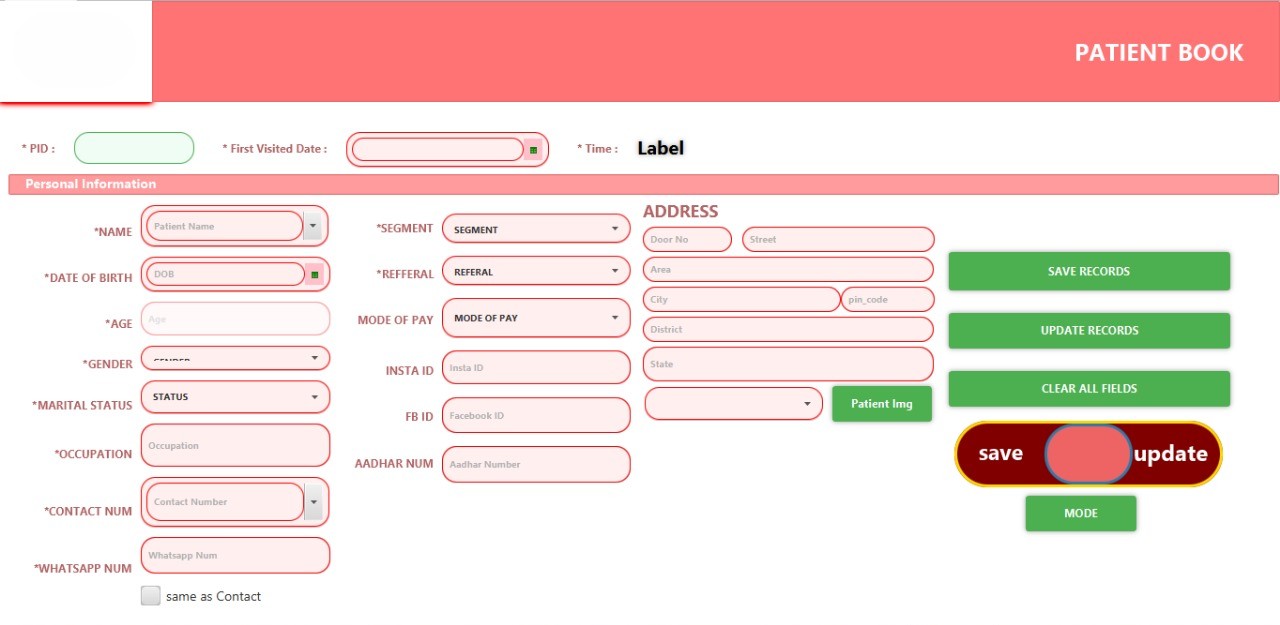 PATIENT BOOK
* PID : * First Visited Date : * Time : Label
Personal Information
*NAME Patient Name
*DATE OF BIRTH DOB
*AGE Age
*GENDER GENDER
*MARITAL STATUS STATUS
*OCCUPATION Occupation
*CONTACT NUM Contact Number
*WHATSAPP NUM Whatsapp Num
same as Contact
*SEGMENT SEGMENT
*REFFERAL REFERAL
MODE OF PAY MODE OF PAY
INSTA ID Insta ID
FB ID Facebook ID
AADHAR NUM Aadhar Number
ADDRESS
Door No Street
Area
City pin_code
District
State
Patient Img
SAVE RECORDS
UPDATE RECORDS
CLEAR ALL FIELDS
save update
MODE